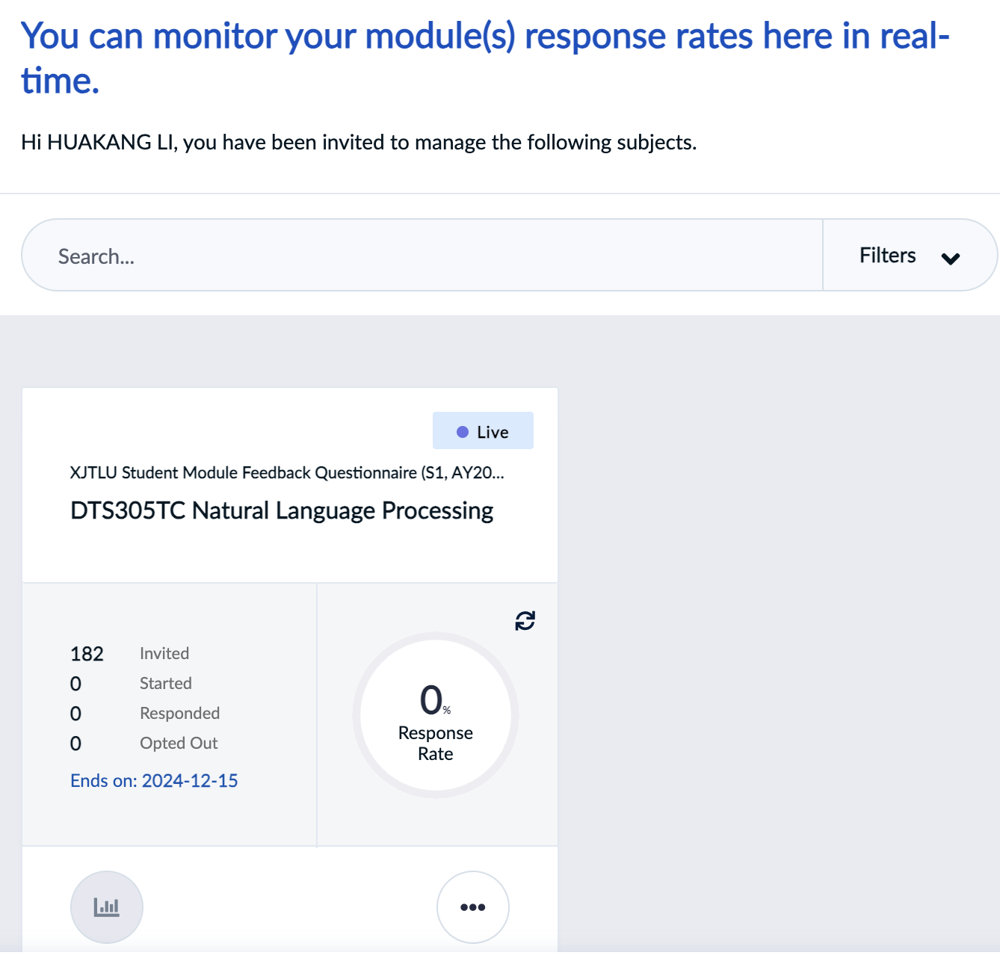 You can monitor your module(s) response rates here in real-
time.
Hi HUAKANG LI, you have been invited to manage the following subjects.
Search...
Filters
Live
XJTLU Student Module Feedback Questionnaire (S1, AY20...
DTS305TC Natural Language Processing
182 Invited
0 Started
0 Responded
0 Opted Out
Ends on: 2024-12-15
0%
Response
Rate